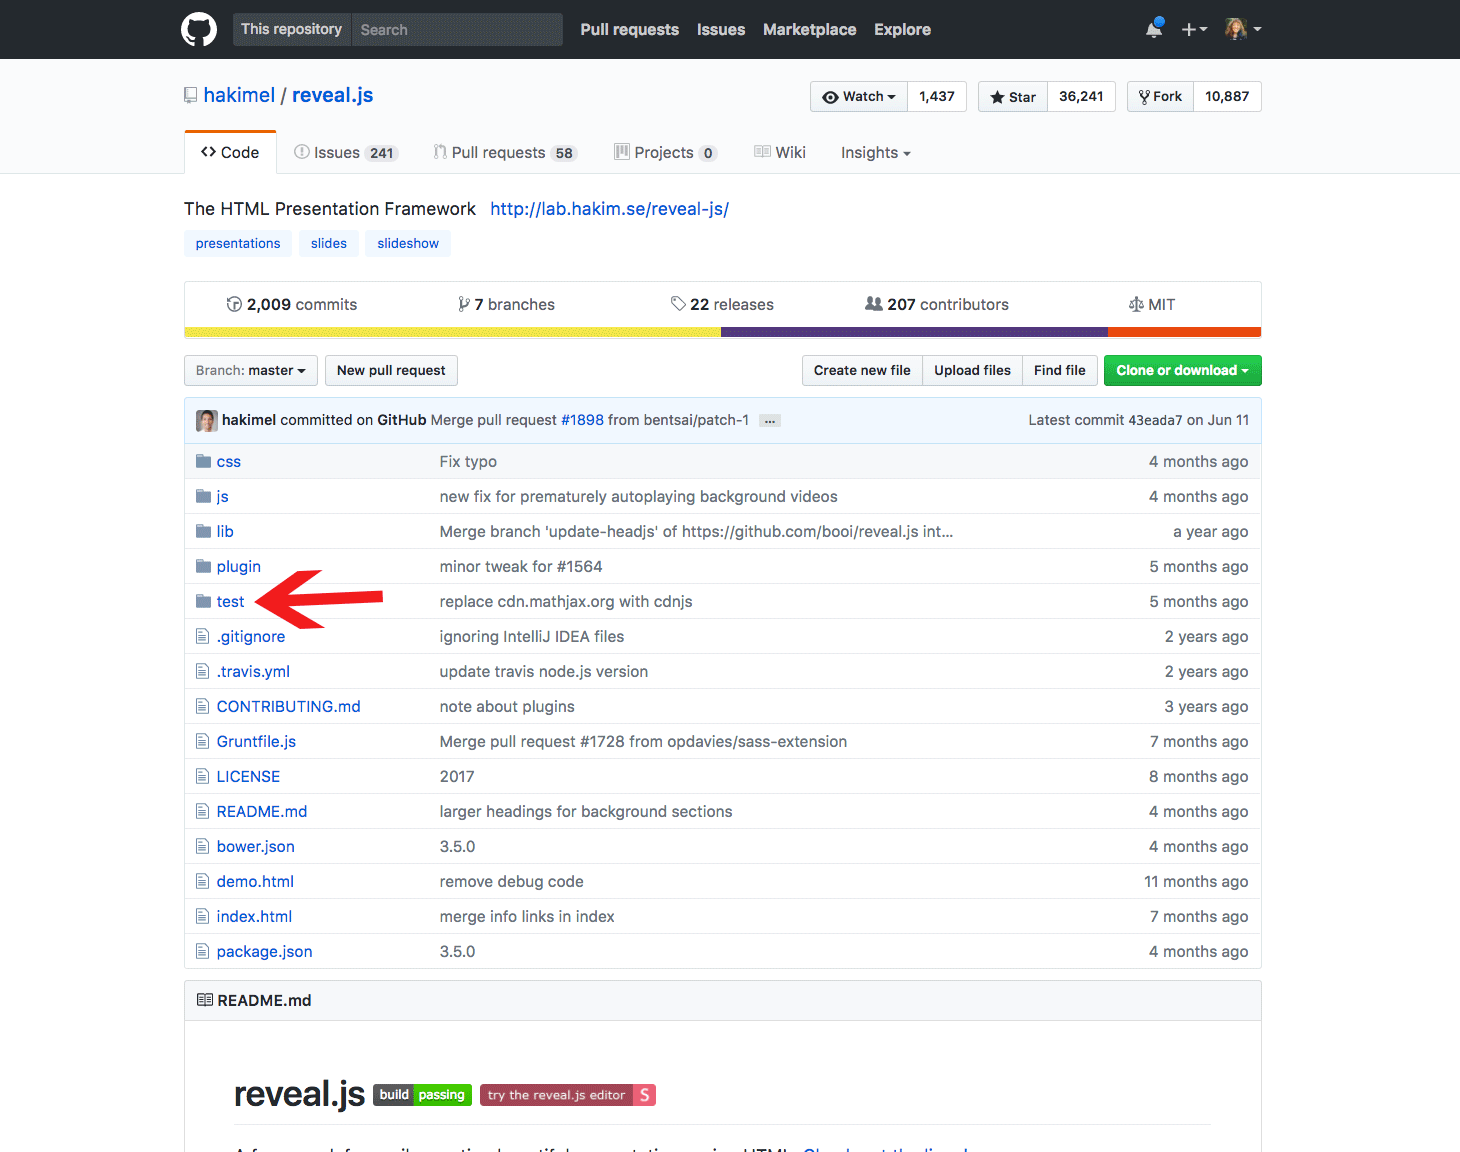 This repository Search Pull requests Issues Marketplace Explore
hakimel / reveal.js Watch 1,437 Star 36,241 Fork 10,887
Code Issues 241 Pull requests 58 Projects 0 Wiki Insights
The HTML Presentation Framework http://lab.hakim.se/reveal-js/
presentations slides slideshow
2,009 commits 7 branches 22 releases 207 contributors MIT
Branch: master New pull request Create new file Upload files Find file Clone or download
hakimel committed on GitHub Merge pull request #1898 from bentsai/patch-1 … Latest commit 43eada7 on Jun 11
css Fix typo 4 months ago
js new fix for prematurely autoplaying background videos 4 months ago
lib Merge branch 'update-headjs' of https://github.com/booi/reveal.js int… a year ago
plugin minor tweak for #1564 5 months ago
test replace cdn.mathjax.org with cdnjs 5 months ago
.gitignore ignoring IntelliJ IDEA files 2 years ago
.travis.yml update travis node.js version 2 years ago
CONTRIBUTING.md note about plugins 3 years ago
Gruntfile.js Merge pull request #1728 from opdavies/sass-extension 7 months ago
LICENSE 2017 8 months ago
README.md larger headings for background sections 4 months ago
bower.json 3.5.0 4 months ago
demo.html remove debug code 11 months ago
index.html merge info links in index 7 months ago
package.json 3.5.0 4 months ago
README.md
reveal.js build passing try the reveal.js editor S